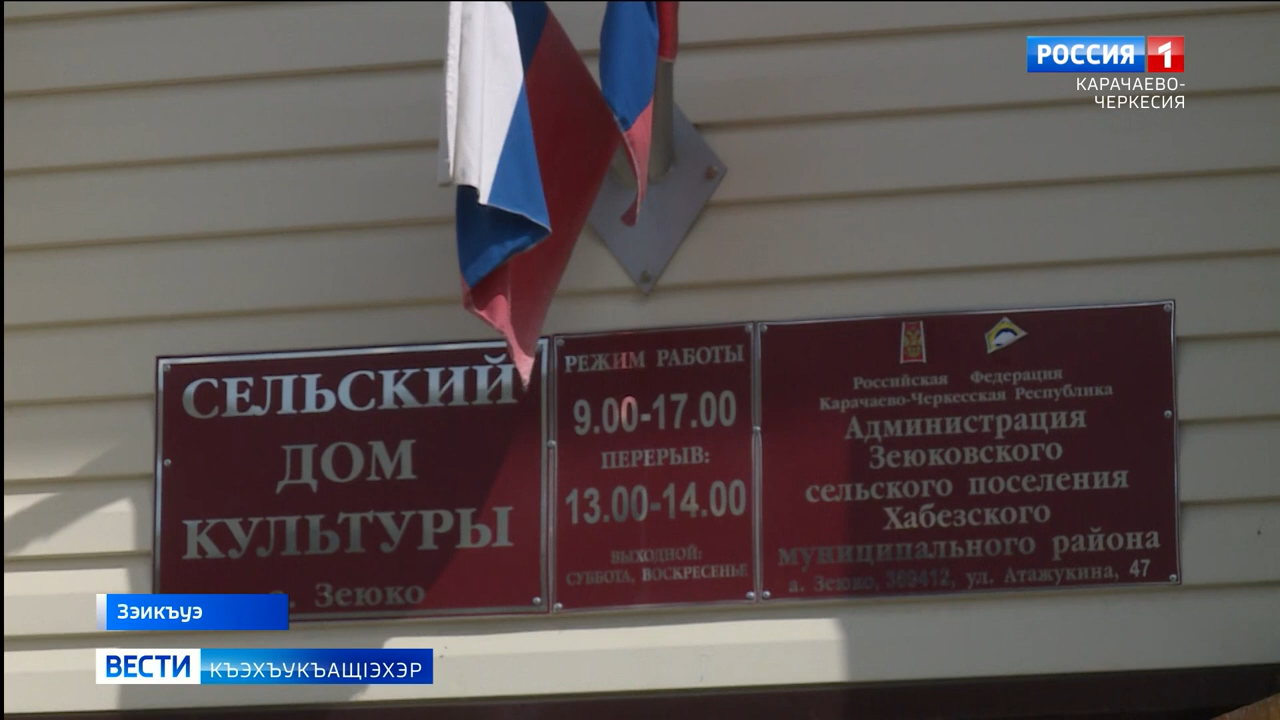 РОССИЯ 1
КАРАЧАЕВО-
ЧЕРКЕСИЯ
СЕЛЬСКИЙ
ДОМ
КУЛЬТУРЫ
а. Зеюко
РЕЖИМ РАБОТЫ
9.00-17.00
ПЕРЕРЫВ:
13.00-14.00
ВЫХОДНОЙ:
СУББОТА, ВОСКРЕСЕНЬЕ
Российская Федерация
Карачаево-Черкесская Республика
Администрация
Зеюковского
сельского поселения
Хабезского
муниципального района
а. Зеюко, 369412, ул. Атажукина, 47
Зэикъуэ
ВЕСТИ КЪЭХЪУКЪАЩIЭХЭР